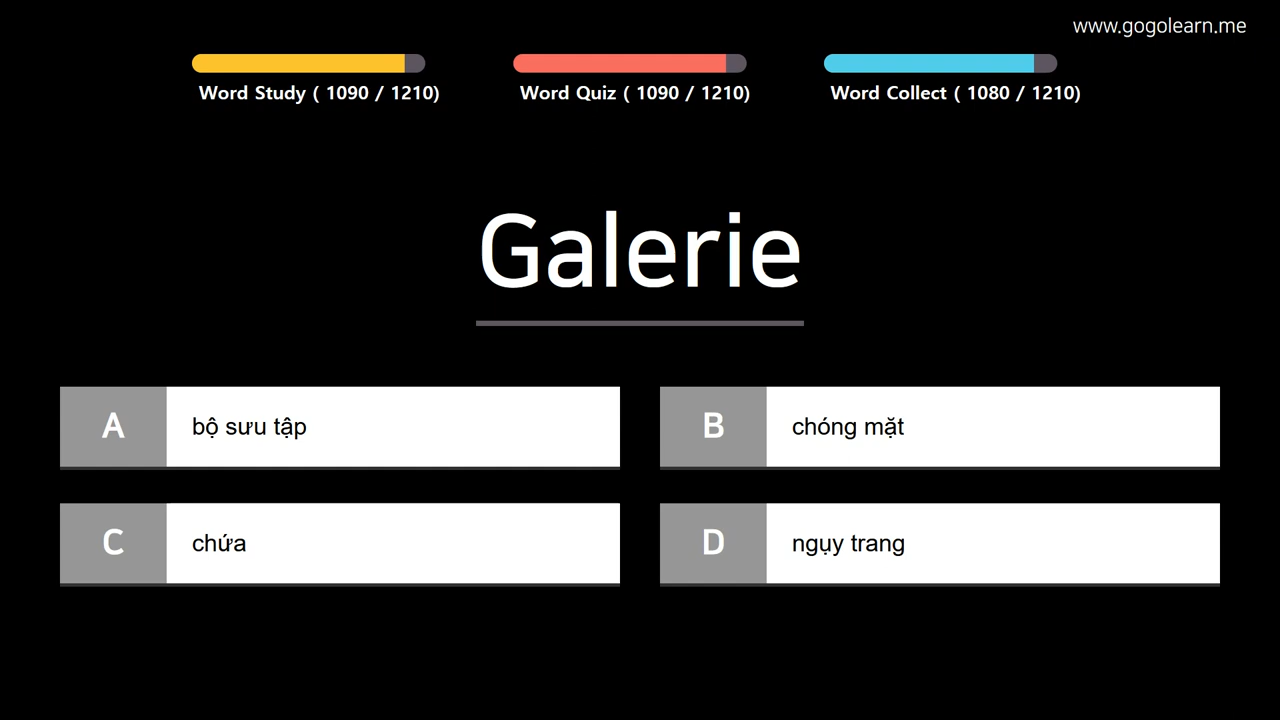 www.gogolearn.me
Word Study ( 1090 / 1210)
Word Quiz ( 1090 / 1210)
Word Collect ( 1080 / 1210)
Galerie
A
bộ sưu tập
B
chóng mặt
C
chứa
D
ngụy trang